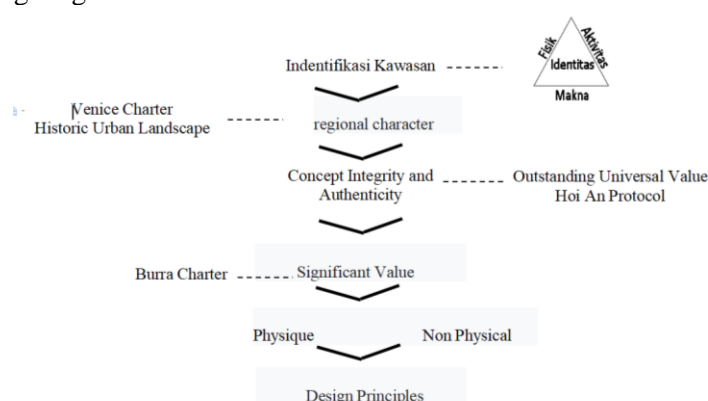 Fisik
Aktivitas
Identitas
Makna
Indentifikasi Kawasan
Venice Charter
Historic Urban Landscape
regional character
Concept Integrity and
Authenticity
Outstanding Universal Value
Hoi An Protocol
Burra Charter
Significant Value
Physique
Non Physical
Design Principles